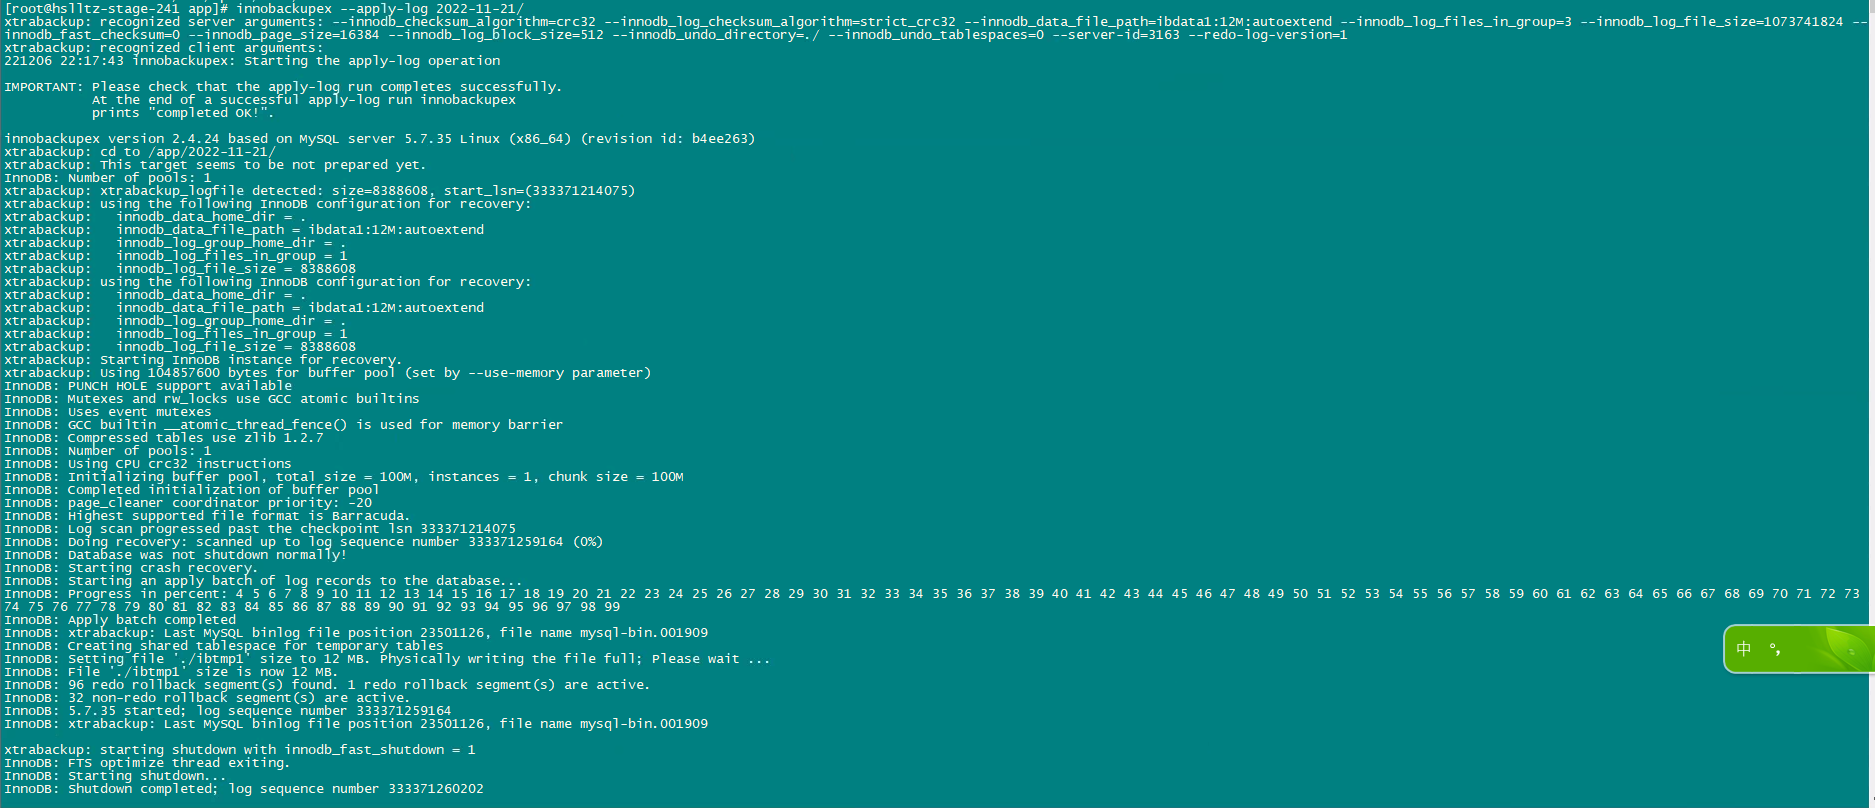 [root@hslltz-stage-241 app]# innobackupex --apply-log 2022-11-21/
xtrabackup: recognized server arguments: --innodb_checksum_algorithm=crc32 --innodb_log_checksum_algorithm=strict_crc32 --innodb_data_file_path=ibdata1:12M:autoextend --innodb_log_files_in_group=3 --innodb_log_file_size=1073741824 --
innodb_fast_checksum=0 --innodb_page_size=16384 --innodb_log_block_size=512 --innodb_undo_directory=./ --innodb_undo_tablespaces=0 --server-id=3163 --redo-log-version=1
xtrabackup: recognized client arguments:
221206 22:17:43 innobackupex: Starting the apply-log operation
IMPORTANT: Please check that the apply-log run completes successfully.
           At the end of a successful apply-log run innobackupex
           prints "completed OK!".
innobackupex version 2.4.24 based on MySQL server 5.7.35 Linux (x86_64) (revision id: b4ee263)
xtrabackup: cd to /app/2022-11-21/
xtrabackup: This target seems to be not prepared yet.
InnoDB: Number of pools: 1
xtrabackup: xtrabackup_logfile detected: size=8388608, start_lsn=(333371214075)
xtrabackup: using the following InnoDB configuration for recovery:
xtrabackup:   innodb_data_home_dir = .
xtrabackup:   innodb_data_file_path = ibdata1:12M:autoextend
xtrabackup:   innodb_log_group_home_dir = .
xtrabackup:   innodb_log_files_in_group = 1
xtrabackup:   innodb_log_file_size = 8388608
xtrabackup: using the following InnoDB configuration for recovery:
xtrabackup:   innodb_data_home_dir = .
xtrabackup:   innodb_data_file_path = ibdata1:12M:autoextend
xtrabackup:   innodb_log_group_home_dir = .
xtrabackup:   innodb_log_files_in_group = 1
xtrabackup:   innodb_log_file_size = 8388608
xtrabackup: Starting InnoDB instance for recovery.
xtrabackup: Using 104857600 bytes for buffer pool (set by --use-memory parameter)
InnoDB: PUNCH HOLE support available
InnoDB: Mutexes and rw_locks use GCC atomic builtins
InnoDB: Uses event mutexes
InnoDB: GCC builtin __atomic_thread_fence() is used for memory barrier
InnoDB: Compressed tables use zlib 1.2.7
InnoDB: Number of pools: 1
InnoDB: Using CPU crc32 instructions
InnoDB: Initializing buffer pool, total size = 100M, instances = 1, chunk size = 100M
InnoDB: Completed initialization of buffer pool
InnoDB: page_cleaner coordinator priority: -20
InnoDB: Highest supported file format is Barracuda.
InnoDB: Log scan progressed past the checkpoint lsn 333371214075
InnoDB: Doing recovery: scanned up to log sequence number 333371259164 (0%)
InnoDB: Database was not shutdown normally!
InnoDB: Starting crash recovery.
InnoDB: Starting an apply batch of log records to the database...
InnoDB: Progress in percent: 4 5 6 7 8 9 10 11 12 13 14 15 16 17 18 19 20 21 22 23 24 25 26 27 28 29 30 31 32 33 34 35 36 37 38 39 40 41 42 43 44 45 46 47 48 49 50 51 52 53 54 55 56 57 58 59 60 61 62 63 64 65 66 67 68 69 70 71 72 73
74 75 76 77 78 79 80 81 82 83 84 85 86 87 88 89 90 91 92 93 94 95 96 97 98 99
InnoDB: Apply batch completed
InnoDB: xtrabackup: Last MySQL binlog file position 23501126, file name mysql-bin.001909
InnoDB: Creating shared tablespace for temporary tables
InnoDB: Setting file './ibtmp1' size to 12 MB. Physically writing the file full; Please wait ...
InnoDB: File './ibtmp1' size is now 12 MB.
InnoDB: 96 redo rollback segment(s) found. 1 redo rollback segment(s) are active.
InnoDB: 32 non-redo rollback segment(s) are active.
InnoDB: 5.7.35 started; log sequence number 333371259164
InnoDB: xtrabackup: Last MySQL binlog file position 23501126, file name mysql-bin.001909
xtrabackup: starting shutdown with innodb_fast_shutdown = 1
InnoDB: FTS optimize thread exiting.
InnoDB: Starting shutdown...
InnoDB: Shutdown completed; log sequence number 333371260202
中 °,